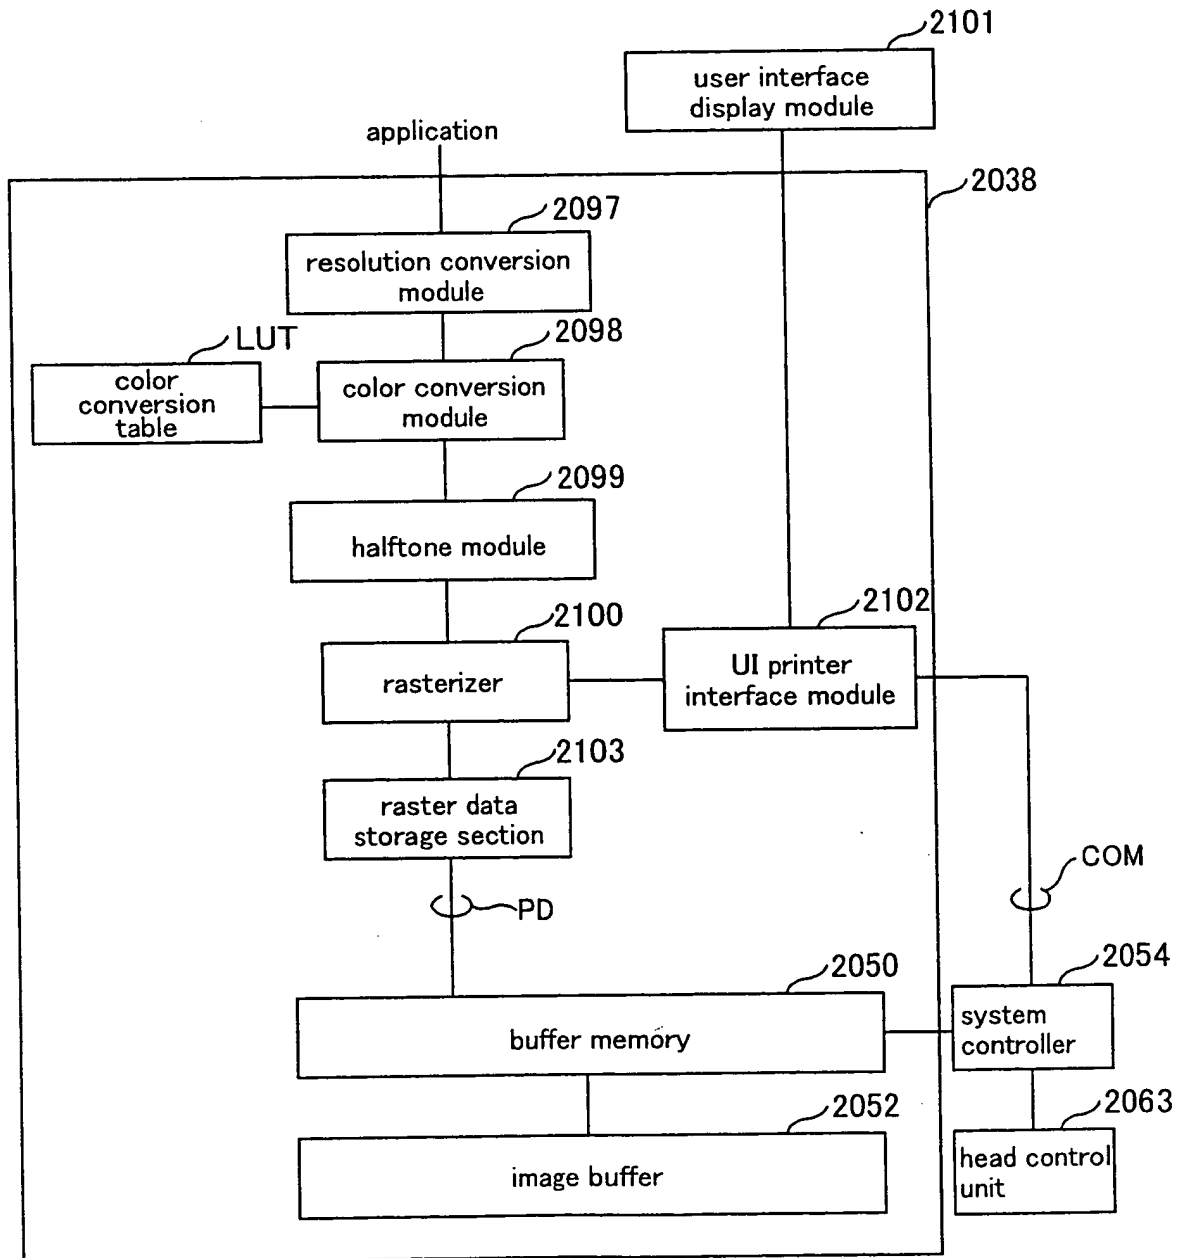 2101
user interface
display module
application
2038
2097
resolution conversion
module
LUT
2098
color
conversion
table
color conversion
module
2099
halftone module
2100
2102
rasterizer
UI printer
interface module
2103
raster data
storage section
COM
PD
2050
2054
buffer memory
system
controller
2052
2063
image buffer
head control
unit